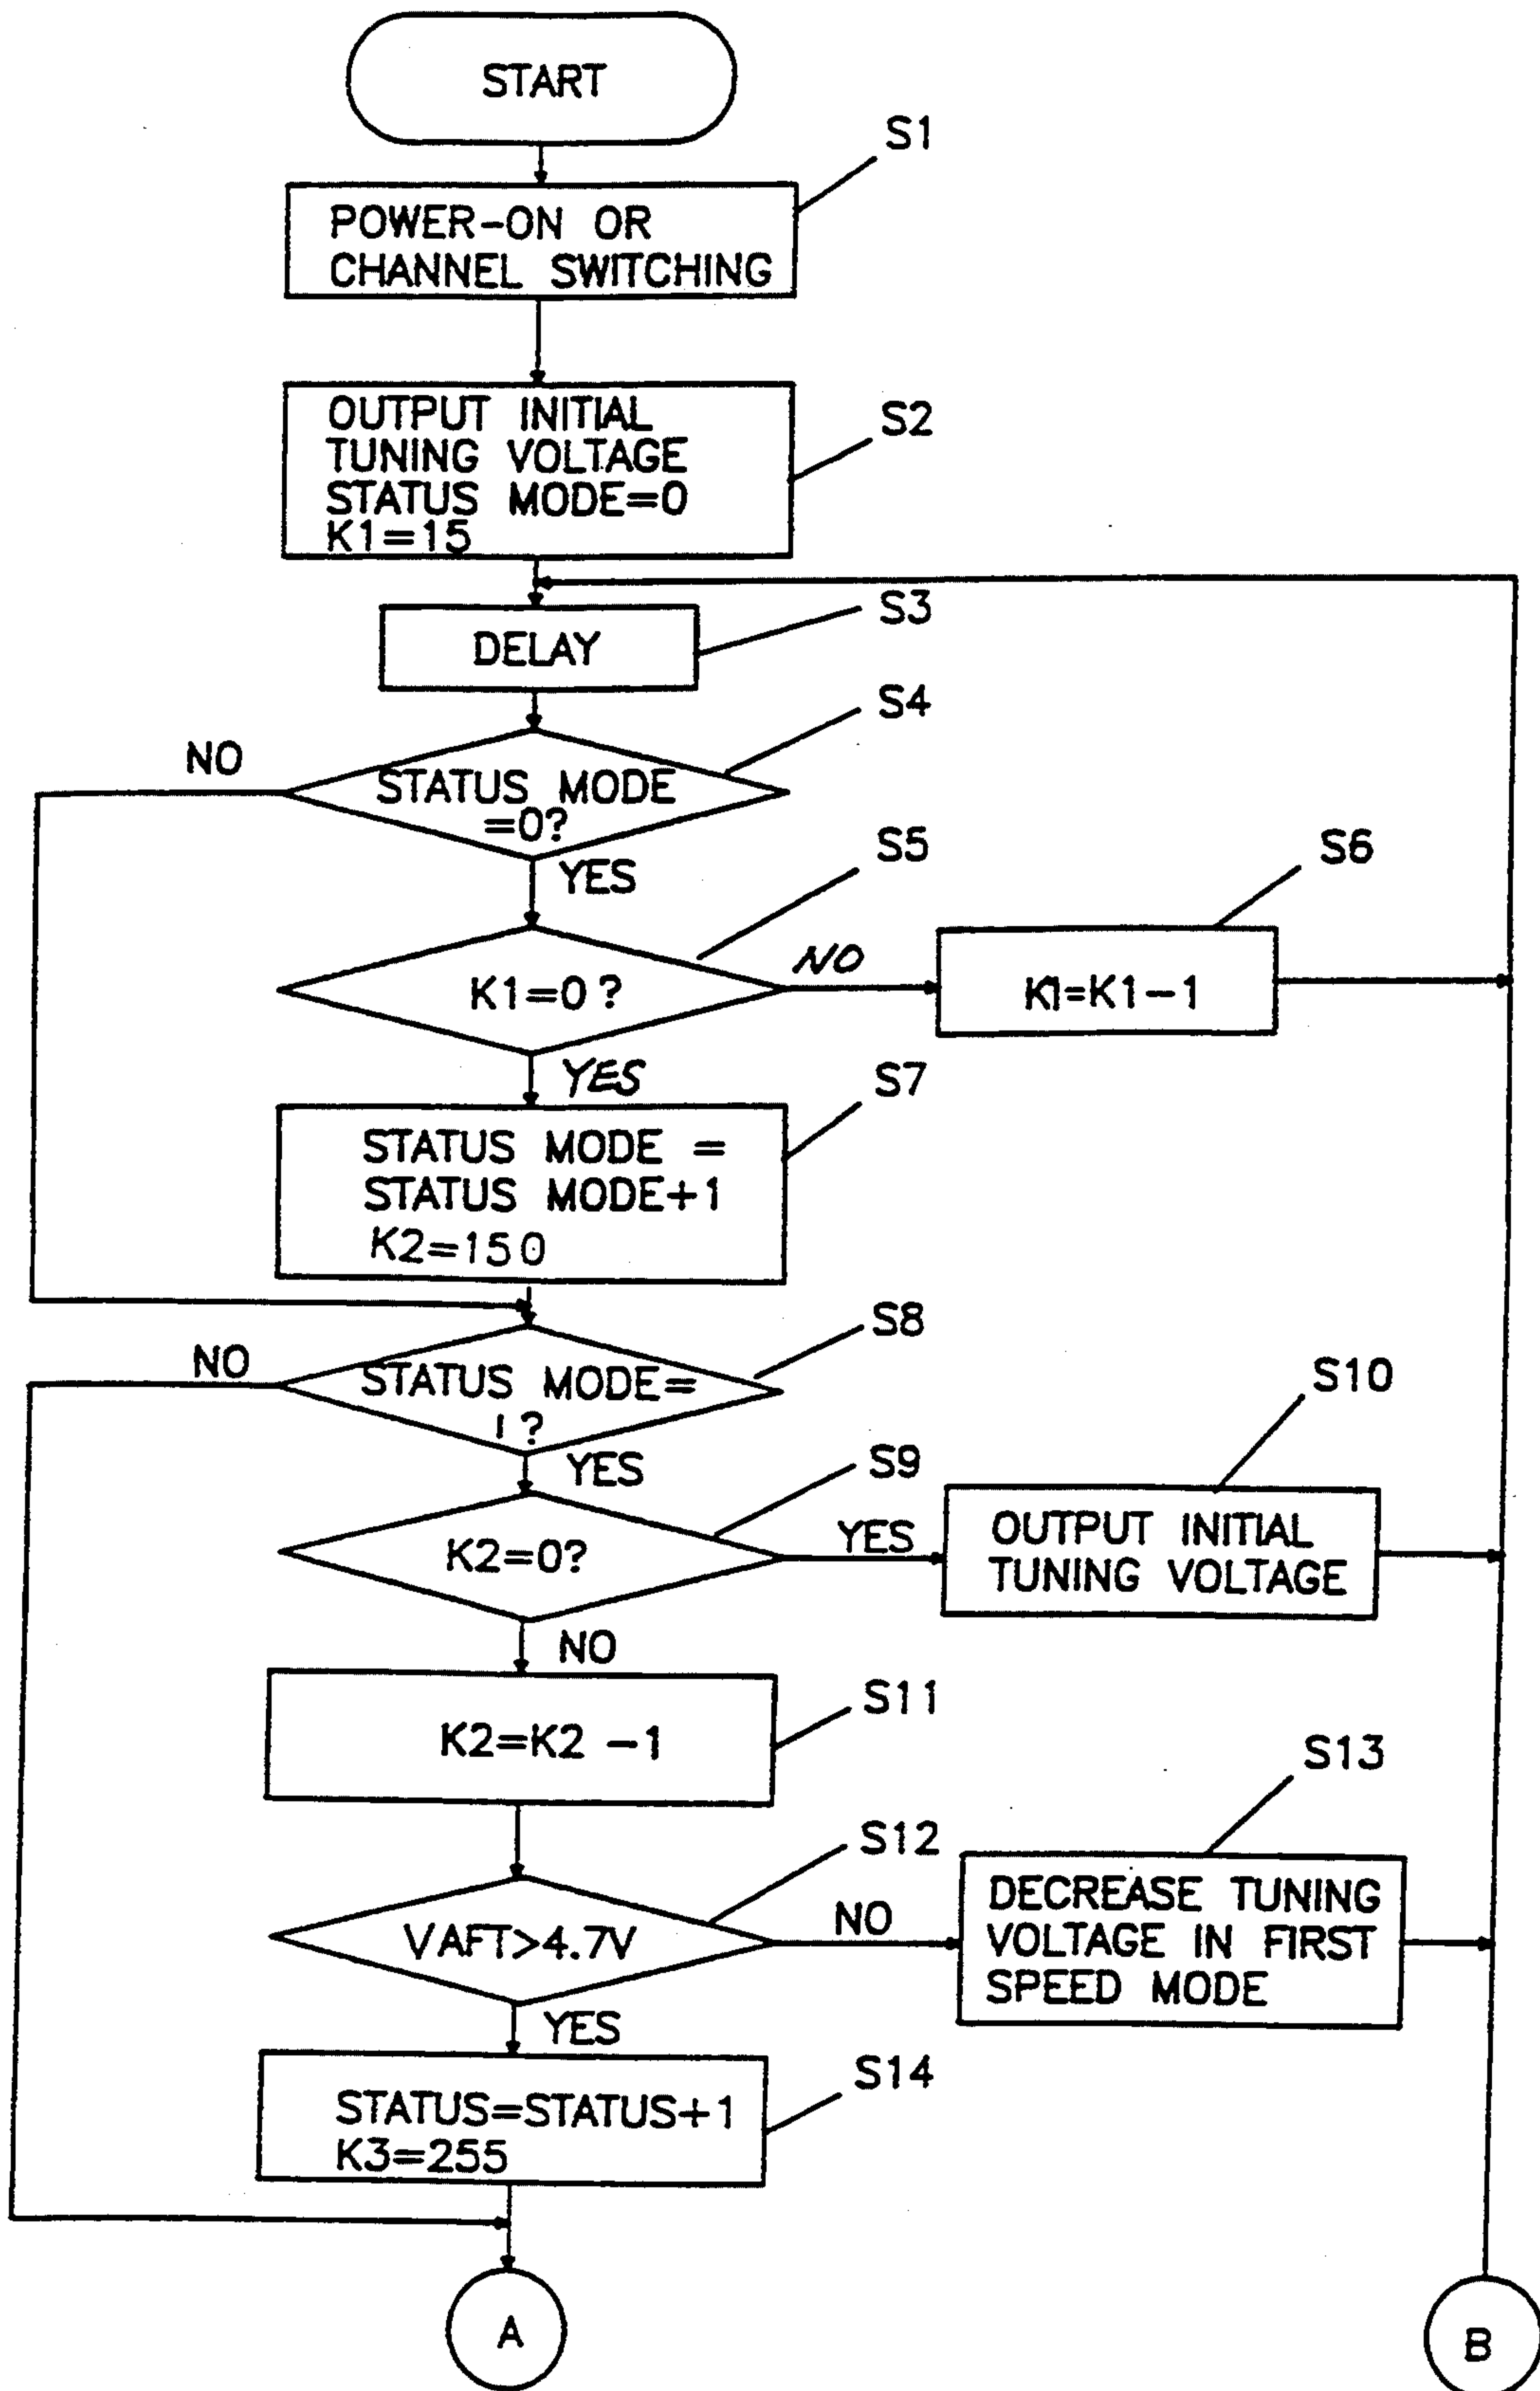 START
S1
POWER-ON OR
CHANNEL SWITCHING
S2
OUTPUT INITIAL
TUNING VOLTAGE
STATUS MODE=0
K1=15
S3
DELAY
S4
NO
STATUS MODE
=0?
YES
S5
S6
K1=0?
NO
K1=K1-1
YES
S7
STATUS MODE =
STATUS MODE+1
K2=150
S8
NO
STATUS MODE=
1?
YES
S9
S10
K2=0?
YES
OUTPUT INITIAL
TUNING VOLTAGE
NO
S11
K2=K2 -1
S12
S13
VAFT>4.7V
NO
DECREASE TUNING
VOLTAGE IN FIRST
SPEED MODE
YES
S14
STATUS=STATUS+1
K3=255
A
B